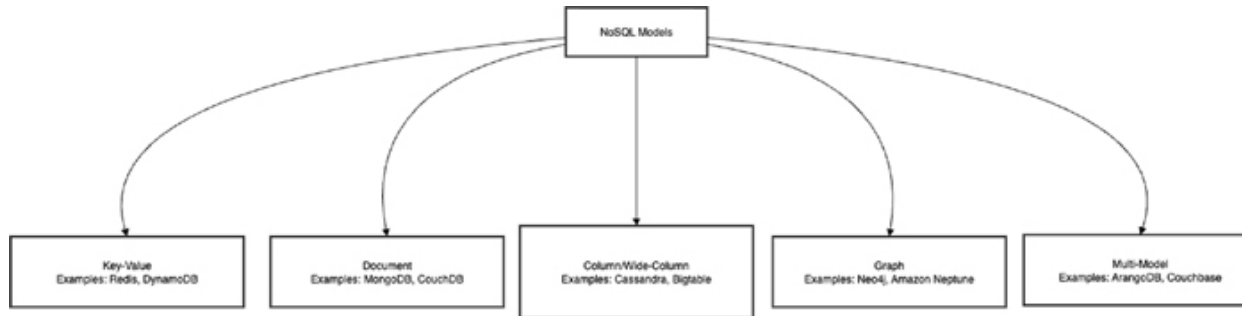 NoSQL Models
Key-Value
Examples: Redis, DynamoDB
Document
Examples: MongoDB, CouchDB
Column/Wide-Column
Examples: Cassandra, Bigtable
Graph
Examples: Neo4j, Amazon Neptune
Multi-Model
Examples: ArangoDB, Couchbase